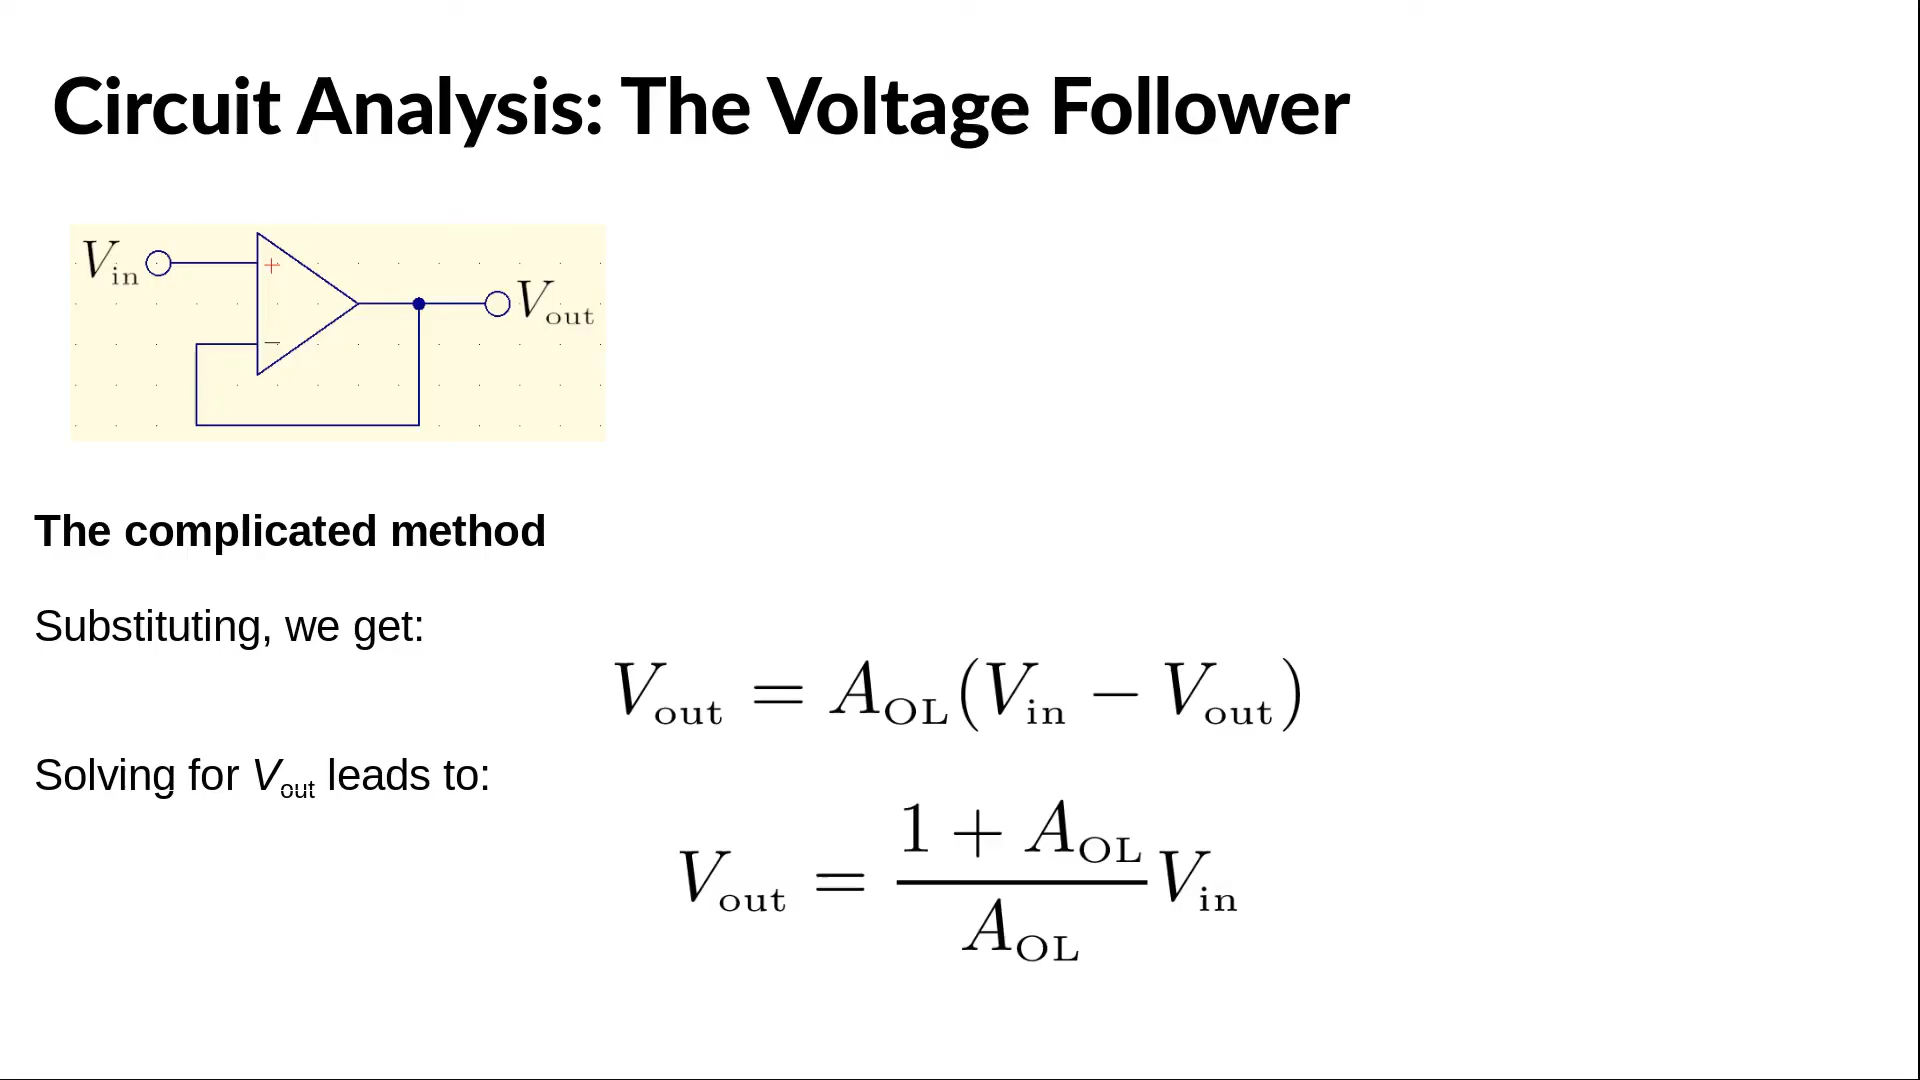 Circuit Analysis: The Voltage Follower
V_in
+
V_out
−
The complicated method
Substituting, we get:
V_out = A_OL(V_in − V_out)
Solving for V_out leads to:
V_out = \frac{1 + A_OL}{A_OL} V_in